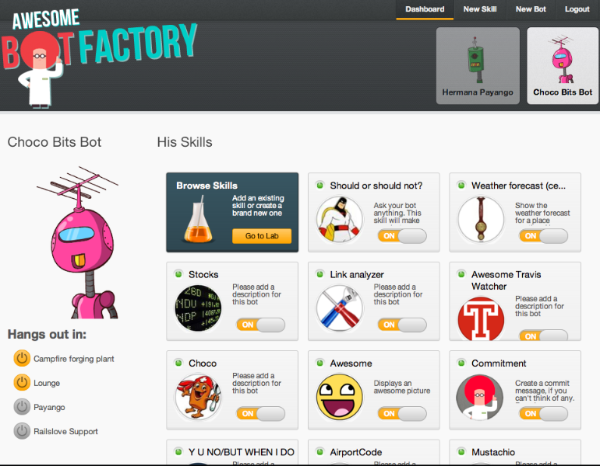 AWESOME
BOT FACTORY
Dashboard
New Skill
New Bot
Logout
Hermana Payango
Choco Bits Bot
Choco Bits Bot
His Skills
Browse Skills
Add an existing
skill or create a
brand new one
Go to Lab
Should or should not?
Ask your bot
anything. This
skill will make
ON
Weather forecast (ce...
Show the
weather forecast
for a place
ON
Stocks
Please add a
description for
this bot
ON
Link analyzer
Please add a
description for
this bot
ON
Awesome Travis
Watcher
Please add a
description for
this bot
ON
Hangs out in:
Campfire forging plant
Lounge
Payango
Railslove Support
Choco
Please add a
description for
this bot
ON
Awesome
Displays an
awesome picture
ON
Commitment
Create a commit
message, if you
can't think of any.
ON
Y U NO/BUT WHEN I DO
AirportCode
Mustachio